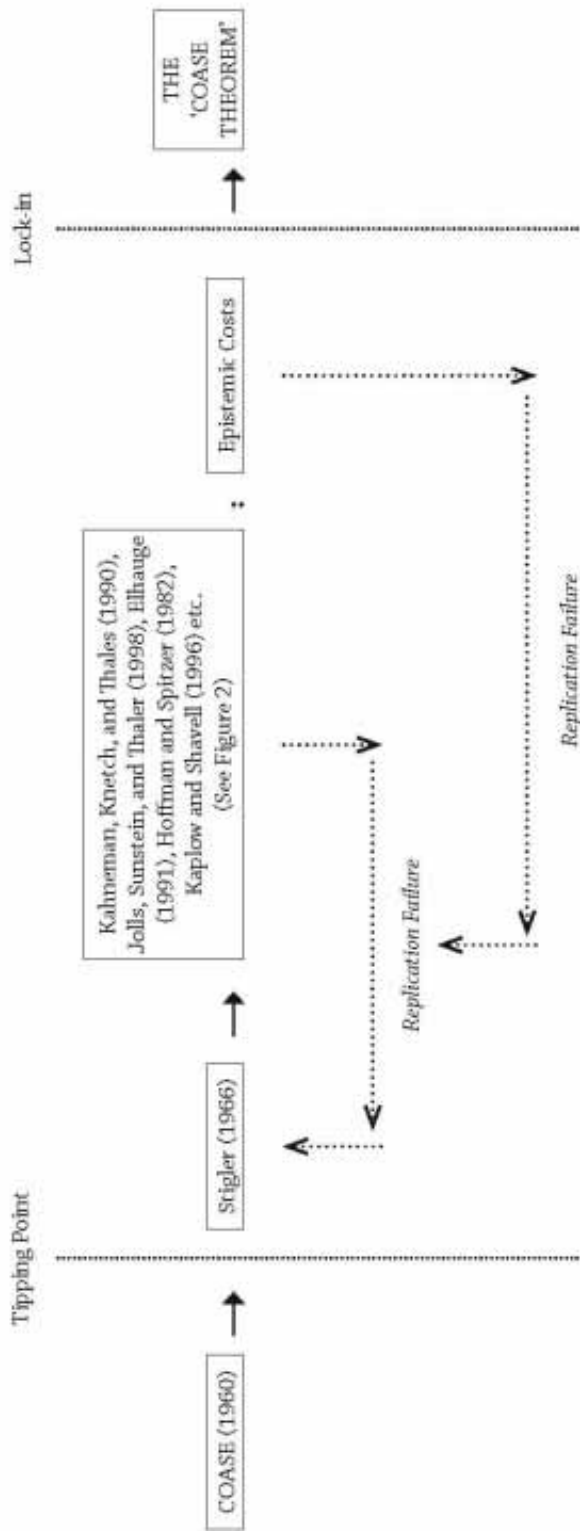 Tipping Point
Lock-in
COASE (1960)
Stigler (1966)
Kahneman, Knetch, and Thales (1990),
Jolls, Sunstein, and Thaler (1998), Elhauge
(1991), Hoffman and Spitzer (1982),
Kaplow and Shavell (1996) etc.
(See Figure 2)
:
Epistemic Costs
THE
'COASE
THEOREM'
Replication Failure
Replication Failure